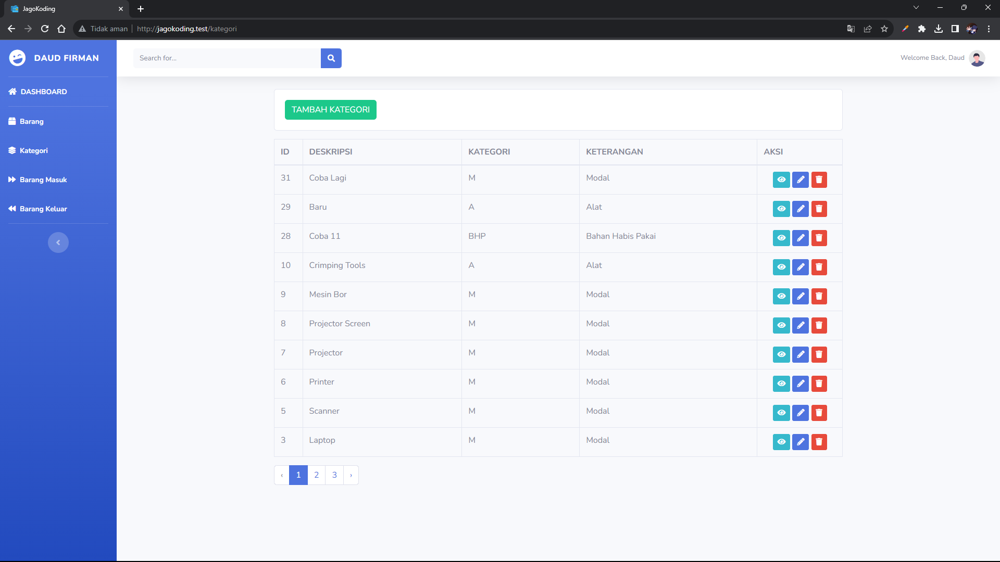 JagoKoding
Tidak aman http://jagokoding.test/kategori
DAUD FIRMAN
Search for...
Welcome Back, Daud
DASHBOARD
Barang
Kategori
Barang Masuk
Barang Keluar
TAMBAH KATEGORI
ID DESKRIPSI KATEGORI KETERANGAN AKSI
31 Coba Lagi M Modal
29 Baru A Alat
28 Coba 11 BHP Bahan Habis Pakai
10 Crimping Tools A Alat
9 Mesin Bor M Modal
8 Projector Screen M Modal
7 Projector M Modal
6 Printer M Modal
5 Scanner M Modal
3 Laptop M Modal
‹ 1 2 3 ›